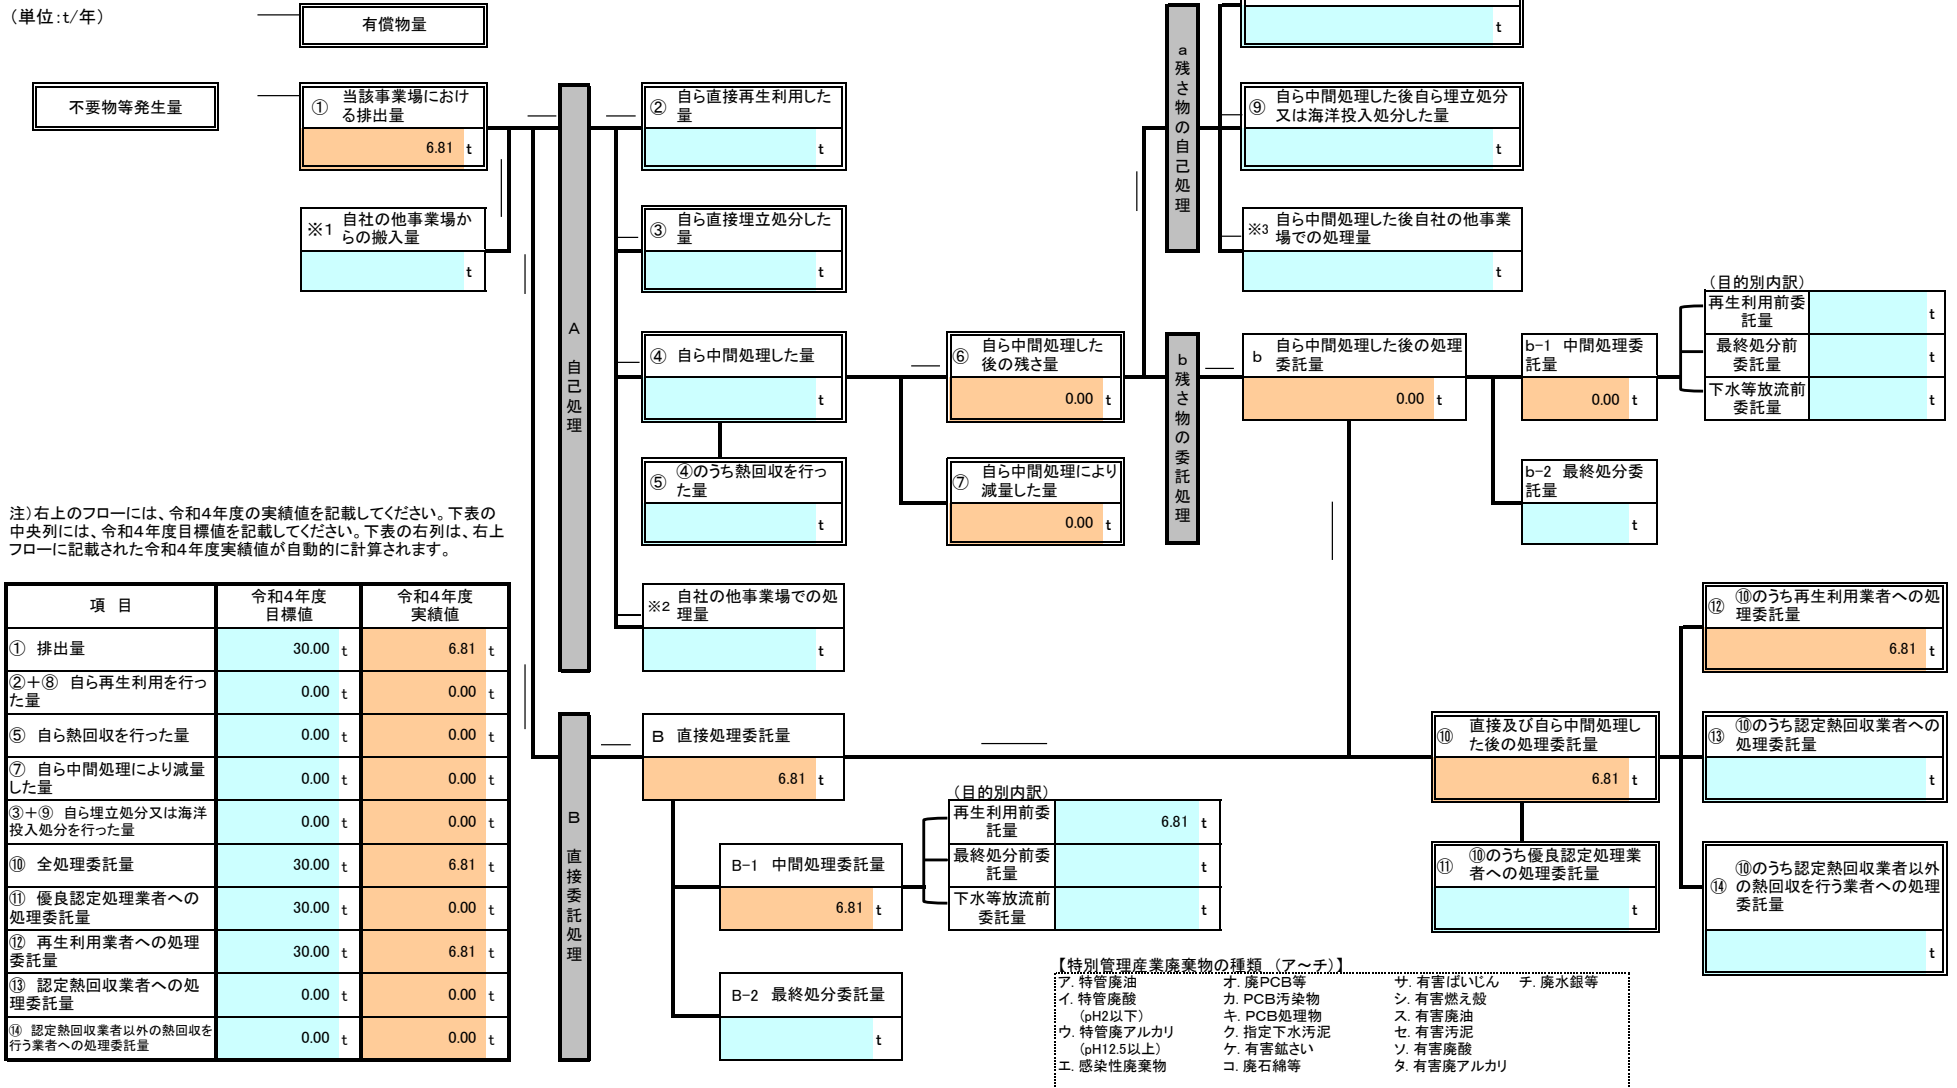 (単位:t/年)
有償物量
不要物等発生量
① 当該事業場におけ
る排出量
6.81 t
※1 自社の他事業場か
らの搬入量
t
A 自己処理
② 自ら直接再生利用した
量
t
③ 自ら直接埋立処分した
量
t
④ 自ら中間処理した量
t
⑤ ④のうち熱回収を行っ
た量
t
※2 自社の他事業場での処
理量
t
⑥ 自ら中間処理した
後の残さ量
0.00 t
⑦ 自ら中間処理により
減量した量
0.00 t
a 残さ物の自己処理
t
⑨ 自ら中間処理した後自ら埋立処分
又は海洋投入処分した量
t
※3 自ら中間処理した後自社の他事業
場での処理量
t
b 残さ物の委託処理
b 自ら中間処理した後の処理
委託量
0.00 t
b-1 中間処理委
託量
0.00 t
b-2 最終処分委
託量
t
(目的別内訳)
再生利用前委
託量
t
最終処分前
委託量
t
下水等放流前
委託量
t
注)右上のフローには、令和4年度の実績値を記載してください。下表の
中央列には、令和4年度目標値を記載してください。下表の右列は、右上
フローに記載された令和4年度実績値が自動的に計算されます。
項 目
令和4年度
目標値
令和4年度
実績値
① 排出量 30.00 t 6.81 t
②+⑧ 自ら再生利用を行っ
た量 0.00 t 0.00 t
⑤ 自ら熱回収を行った量 0.00 t 0.00 t
⑦ 自ら中間処理により減量
した量 0.00 t 0.00 t
③+⑨ 自ら埋立処分又は海洋
投入処分を行った量 0.00 t 0.00 t
⑩ 全処理委託量 30.00 t 6.81 t
⑪ 優良認定処理業者への
処理委託量 30.00 t 0.00 t
⑫ 再生利用業者への処理
委託量 30.00 t 6.81 t
⑬ 認定熱回収業者への処
理委託量 0.00 t 0.00 t
⑭ 認定熱回収業者以外の熱回収を
行う業者への処理委託量 0.00 t 0.00 t
B 直接委託処理
B 直接処理委託量
6.81 t
B-1 中間処理委託量
6.81 t
B-2 最終処分委託量
t
(目的別内訳)
再生利用前委
託量
6.81 t
最終処分前委
託量
t
下水等放流前
委託量
t
⑩ 直接及び自ら中間処理し
た後の処理委託量
6.81 t
⑪ ⑩のうち優良認定処理業
者への処理委託量
t
⑫ ⑩のうち再生利用業者への処
理委託量
6.81 t
⑬ ⑩のうち認定熱回収業者への
処理委託量
t
⑭ ⑩のうち認定熱回収業者以外
の熱回収を行う業者への処理
委託量
t
【特別管理産業廃棄物の種類 (ア~チ)】
ア. 特管廃油 オ. 廃PCB等 サ. 有害ばいじん チ. 廃水銀等
イ. 特管廃酸 カ. PCB汚染物 シ. 有害燃え殻
(pH2以下) キ. PCB処理物 ス. 有害廃油
ウ. 特管廃アルカリ ク. 指定下水汚泥 セ. 有害汚泥
(pH12.5以上) ケ. 有害鉱さい ソ. 有害廃酸
エ. 感染性廃棄物 コ. 廃石綿等 タ. 有害廃アルカリ